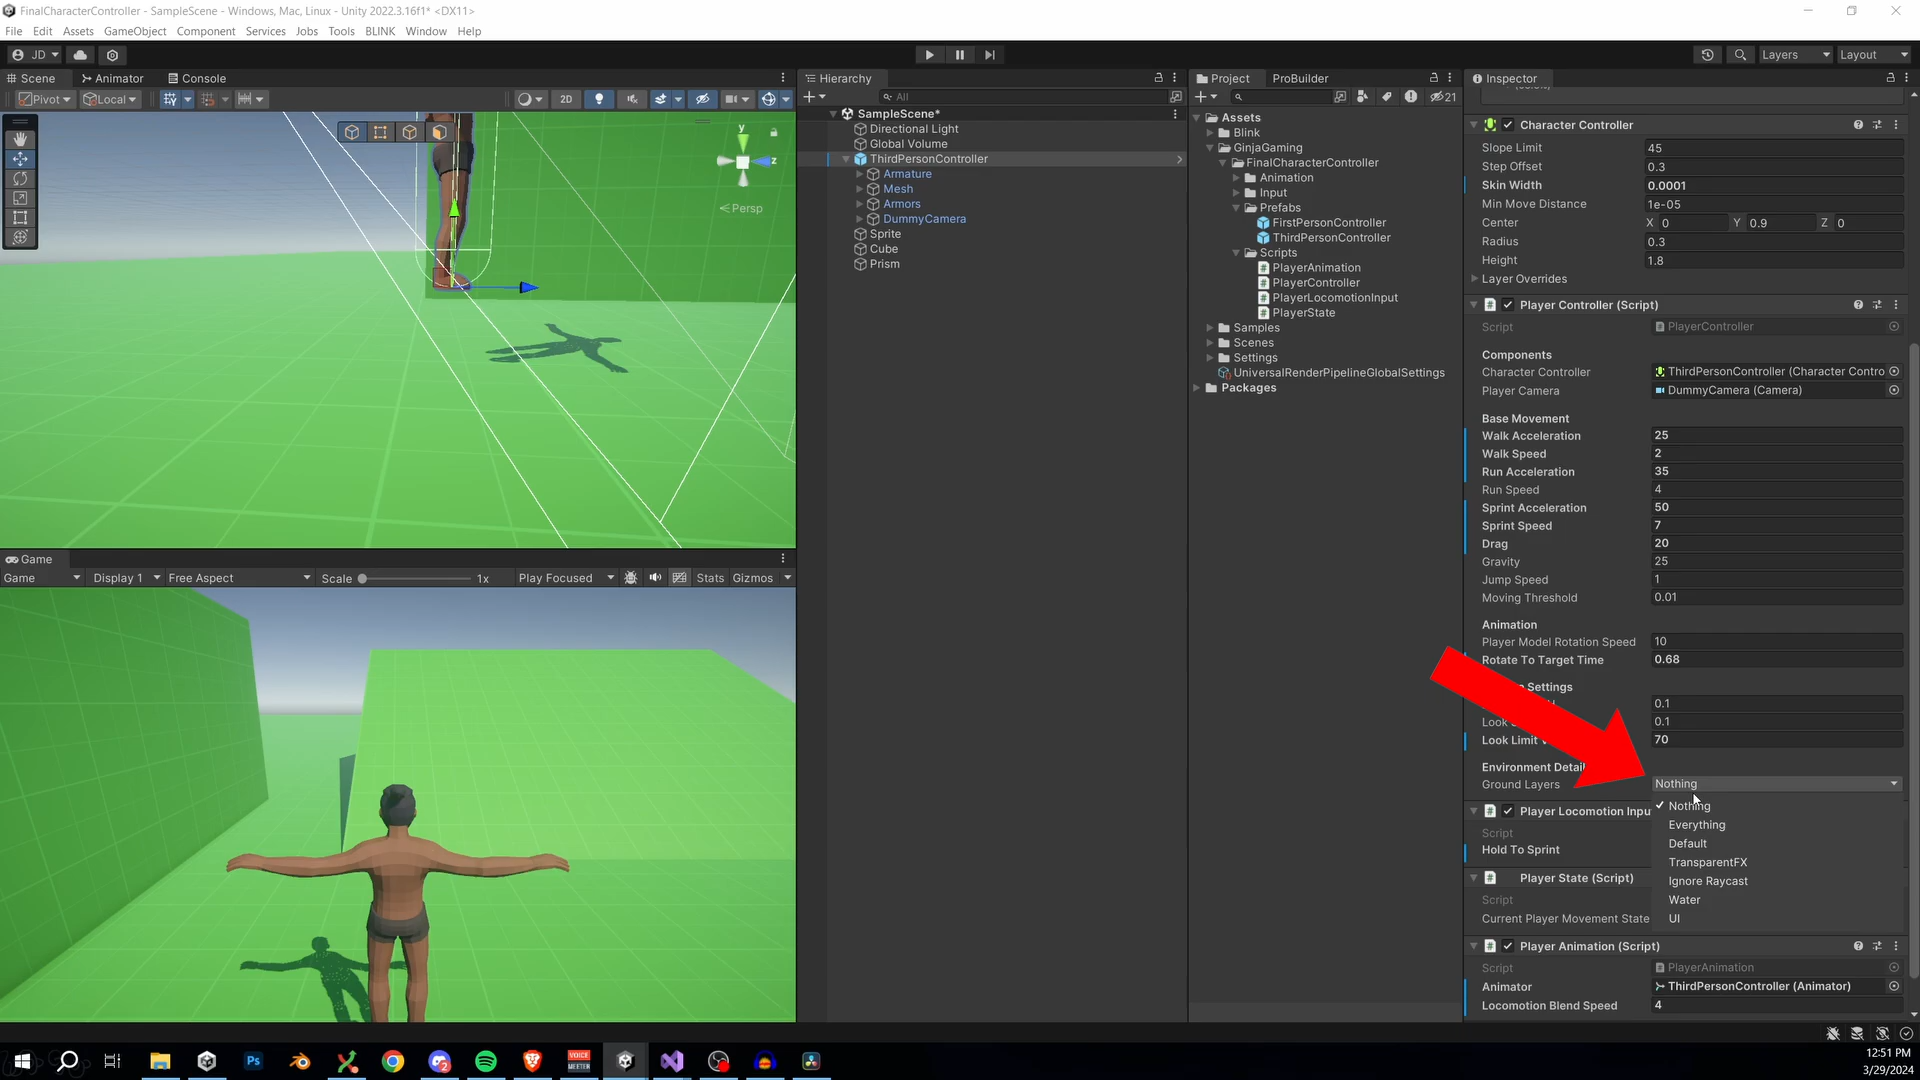 FinalCharacterController - SampleScene - Windows, Mac, Linux - Unity 2022.3.16f1* <DX11>
File Edit Assets GameObject Component Services Jobs Tools BLINK Window Help
JD
Layers Layout
Scene Animator Console
Pivot Local 2D
y
z
Persp
Game
Game Display 1 Free Aspect Scale 1x Play Focused Stats Gizmos
Hierarchy
All
SampleScene*
Directional Light
Global Volume
ThirdPersonController
Armature
Mesh
Armors
DummyCamera
Sprite
Cube
Prism
Project ProBuilder
21
Assets
Blink
GinjaGaming
FinalCharacterController
Animation
Input
Prefabs
FirstPersonController
ThirdPersonController
Scripts
PlayerAnimation
PlayerController
PlayerLocomotionInput
PlayerState
Samples
Scenes
Settings
UniversalRenderPipelineGlobalSettings
Packages
Inspector
Character Controller
Slope Limit 45
Step Offset 0.3
Skin Width 0.0001
Min Move Distance 1e-05
Center X 0 Y 0.9 Z 0
Radius 0.3
Height 1.8
Layer Overrides
Player Controller (Script)
Script PlayerController
Components
Character Controller ThirdPersonController (Character Contro
Player Camera DummyCamera (Camera)
Base Movement
Walk Acceleration 25
Walk Speed 2
Run Acceleration 35
Run Speed 4
Sprint Acceleration 50
Sprint Speed 7
Drag 20
Gravity 25
Jump Speed 1
Moving Threshold 0.01
Animation
Player Model Rotation Speed 10
Rotate To Target Time 0.68
Settings
0.1
Look 0.1
Look Limit 70
Environment Detail
Ground Layers Nothing
Nothing
Everything
Default
TransparentFX
Ignore Raycast
Water
UI
Player Locomotion Inpu
Script
Hold To Sprint
Player State (Script)
Script
Current Player Movement State
Player Animation (Script)
Script PlayerAnimation
Animator ThirdPersonController (Animator)
Locomotion Blend Speed 4
Ps
VOICE
MEETER
2
12:51 PM
3/29/2024